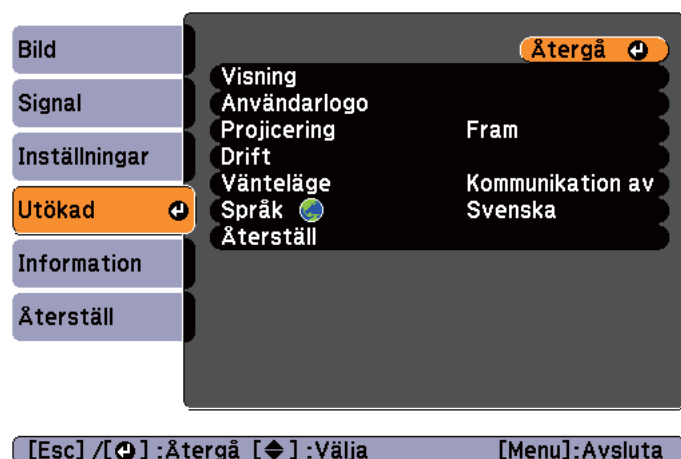 Bild
Signal
Inställningar
Utökad
Information
Återställ
Återgå
Visning
Användarlogo
Projicering Fram
Drift
Vänteläge Kommunikation av
Språk Svenska
Återställ
[Esc] /[⏎] :Återgå [◆] :Välja [Menu]:Avsluta